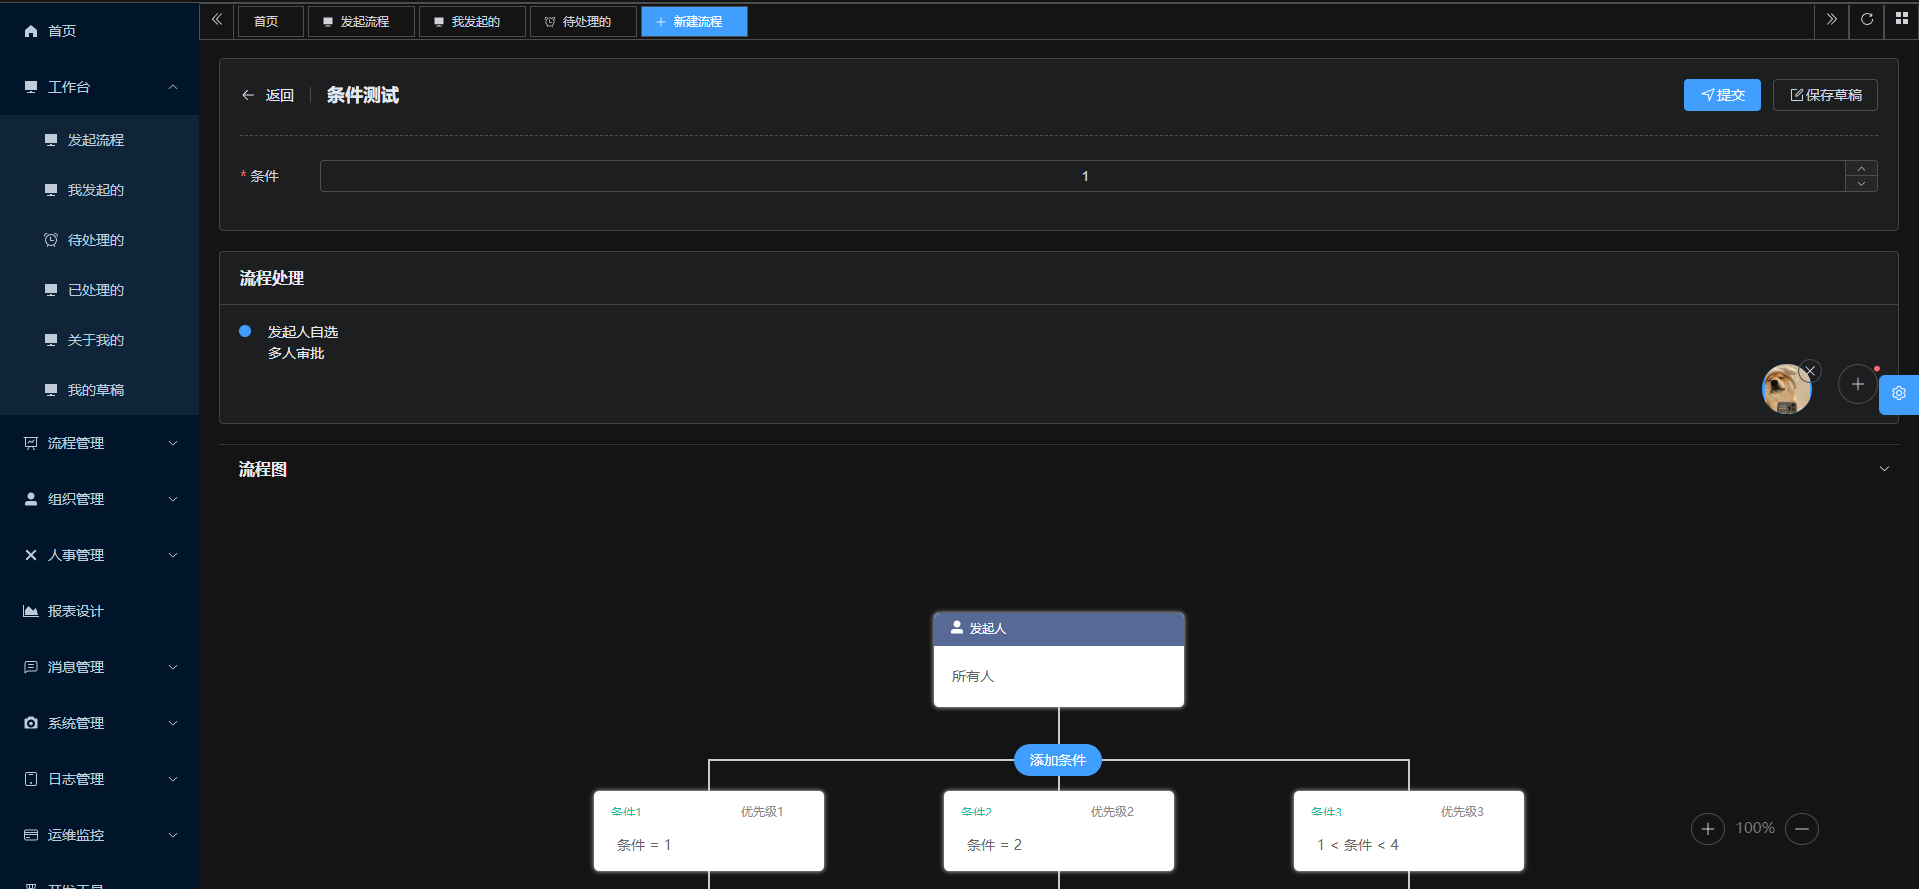 首页
工作台
发起流程
我发起的
待处理的
已处理的
关于我的
我的草稿
流程管理
组织管理
人事管理
报表设计
消息管理
系统管理
日志管理
运维监控
开发工具
首页
发起流程
我发起的
待处理的
新建流程
返回
条件测试
提交
保存草稿
* 条件
1
流程处理
发起人自选
多人审批
流程图
发起人
所有人
添加条件
条件1 优先级1
条件 = 1
条件2 优先级2
条件 = 2
条件3 优先级3
1 < 条件 < 4
100%